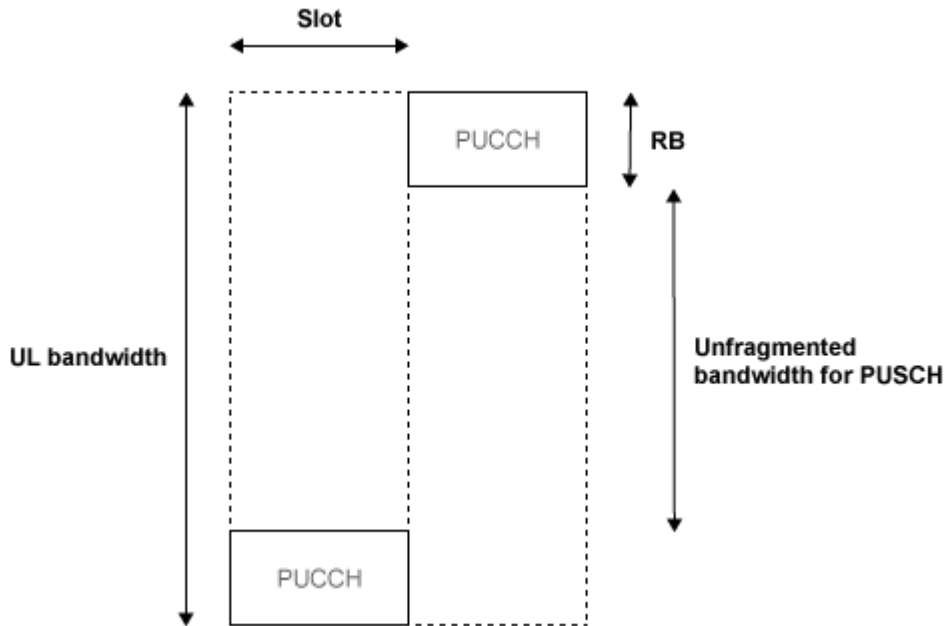 Slot
PUCCH
RB
UL bandwidth
Unfragmented
bandwidth for PUSCH
PUCCH